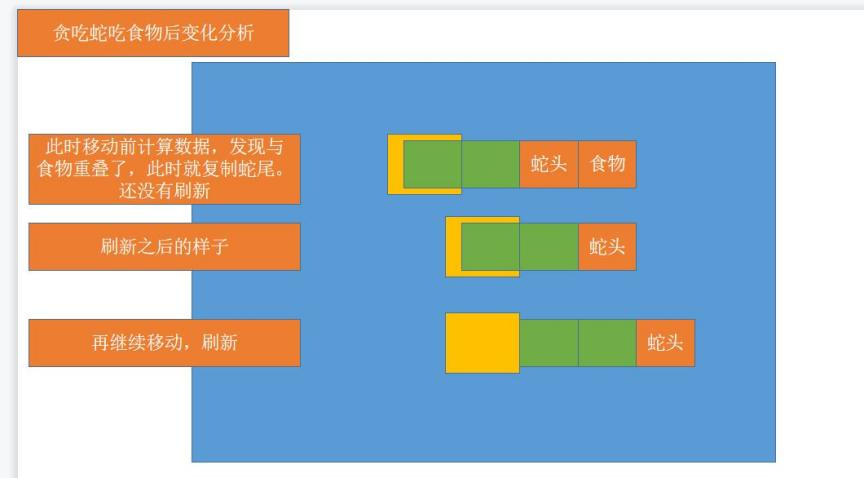 贪吃蛇吃食物后变化分析
此时移动前计算数据，发现与
食物重叠了，此时就复制蛇尾。
还没有刷新
蛇头
食物
刷新之后的样子
蛇头
再继续移动，刷新
蛇头